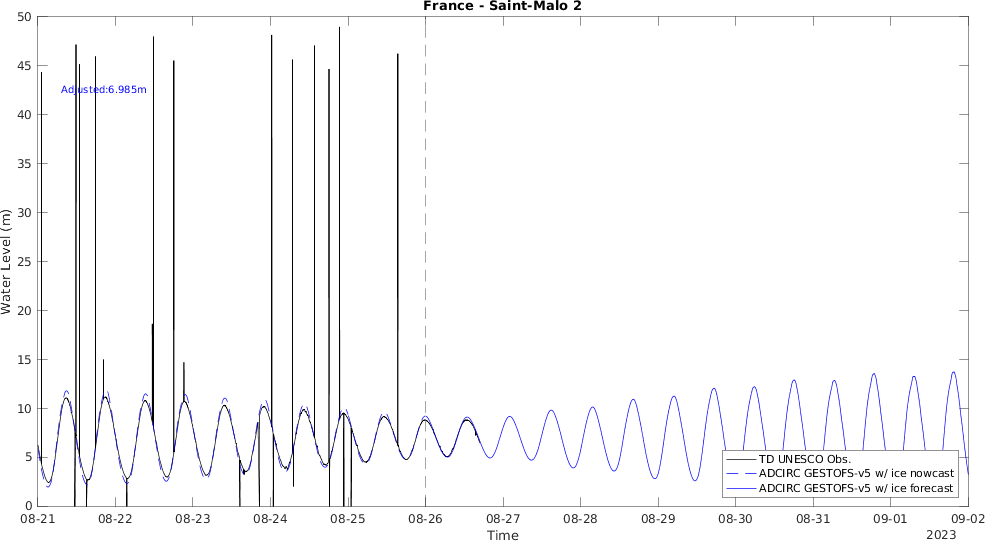 France - Saint-Malo 2
Water Level (m)
50
45
40
35
30
25
20
15
10
5
0
Adjusted:6.985m
TD UNESCO Obs.
ADCIRC GESTOFS-v5 w/ ice nowcast
ADCIRC GESTOFS-v5 w/ ice forecast
08-21 08-22 08-23 08-24 08-25 08-26 08-27 08-28 08-29 08-30 08-31 09-01 09-02
Time
2023